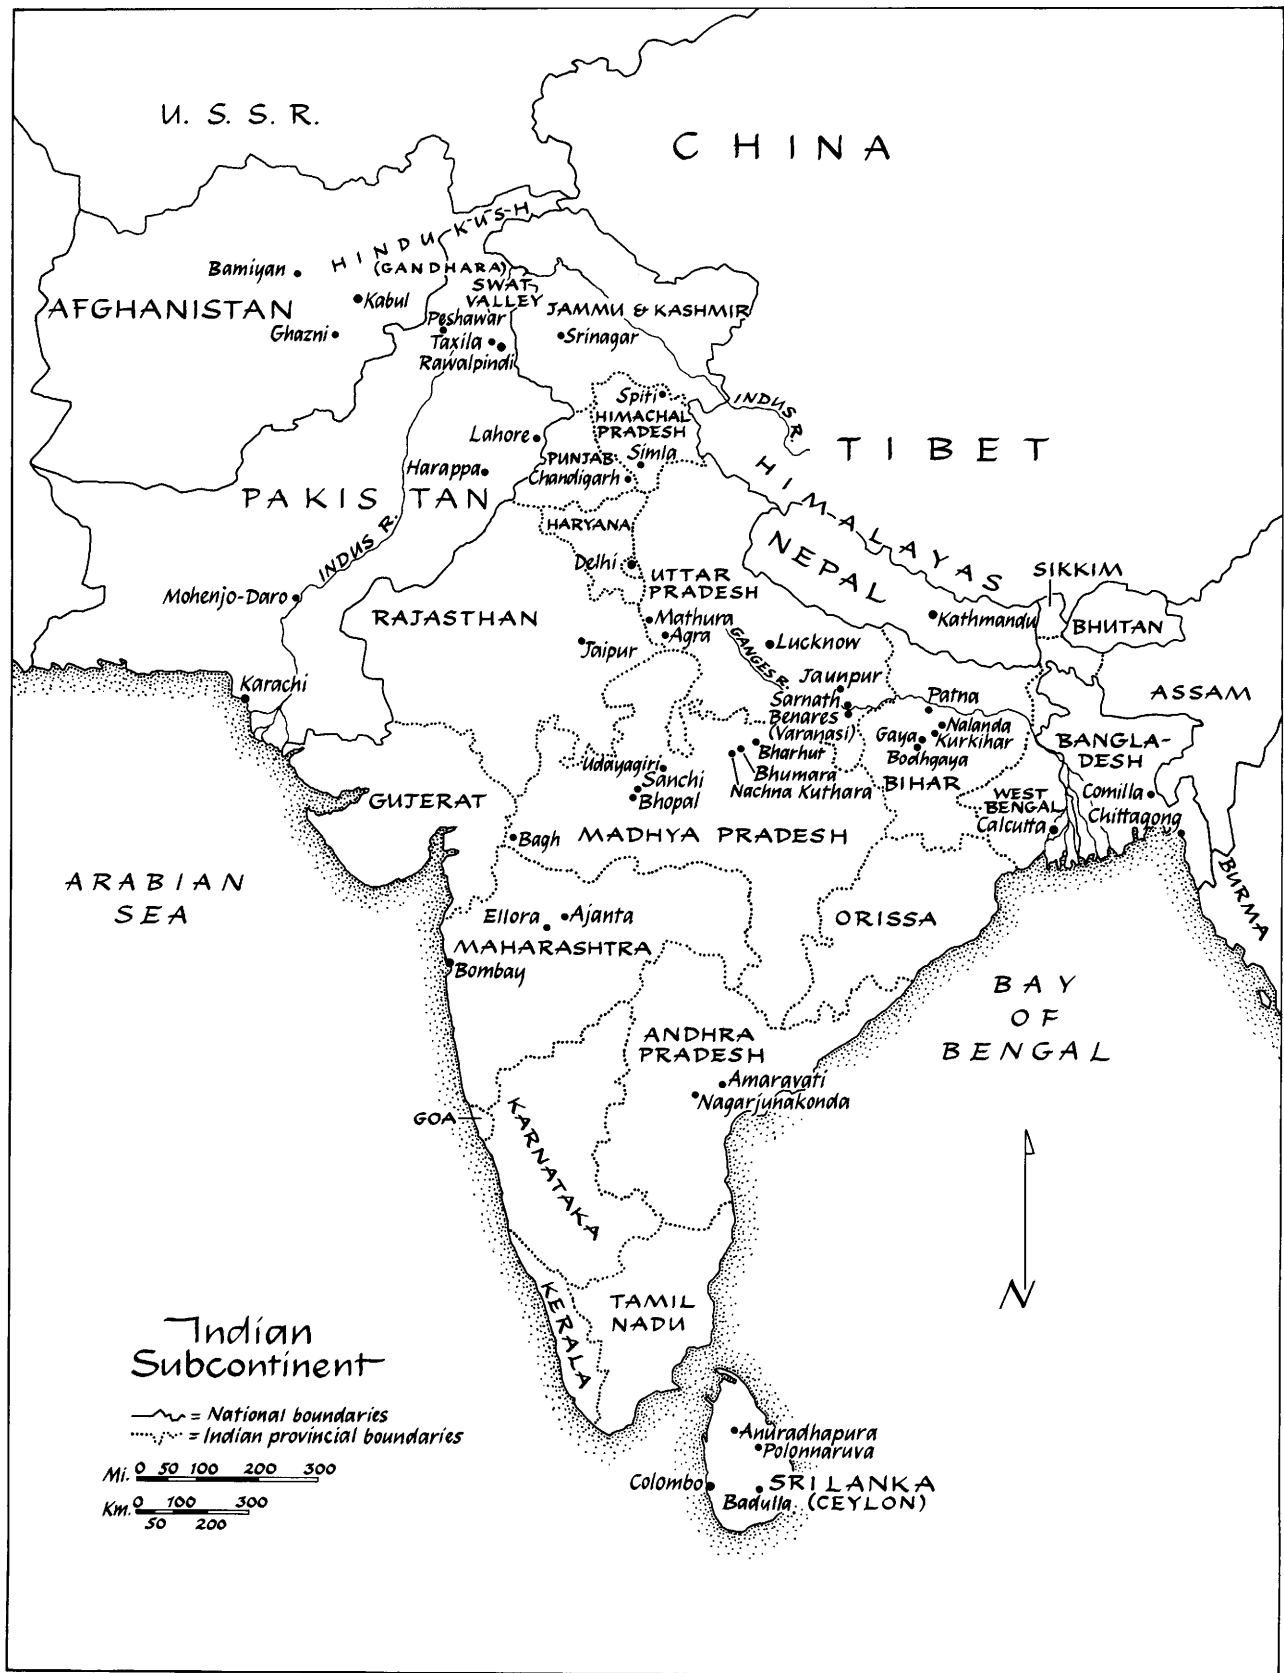 U. S. S. R.
CHINA
HINDU KUSH
(GANDHARA)
Bamiyan
SWAT
VALLEY
AFGHANISTAN
Kabul
JAMMU & KASHMIR
Peshawar
Ghazni
Taxila
Srinagar
Rawalpindi
Spiti
INDUS R.
HIMACHAL
PRADESH
Lahore
TIBET
PUNJAB
Simla
Harappa
Chandigarh
HIMALAYAS
PAKISTAN
HARYANA
INDUS R.
NEPAL
Delhi
UTTAR
PRADESH
SIKKIM
Mohenjo-Daro
RAJASTHAN
Mathura
Kathmandu
BHUTAN
Agra
GANGES R.
Lucknow
Jaipur
Jaunpur
Karachi
Sarnath
Patna
ASSAM
Benares
(Varanasi)
Nalanda
Gaya
Kurkihar
BANGLA-
DESH
Bharhut
Bodhgaya
Udayagiri
Bhumara
Sanchi
Nachna Kuthara
BIHAR
WEST
BENGAL
Comilla
GUJERAT
Bhopal
Calcutta
Chittagong
Bagh
MADHYA PRADESH
BURMA
ARABIAN
SEA
Ellora
Ajanta
ORISSA
MAHARASHTRA
Bombay
BAY
OF
BENGAL
ANDHRA
PRADESH
Amaravati
Nagarjunakonda
GOA
KARNATAKA
N
KERALA
TAMIL
NADU
Indian
Subcontinent
= National boundaries
= Indian provincial boundaries
Mi. 0 50 100 200 300
Km. 0 100 300
50 200
Anuradhapura
Polonnaruva
Colombo
SRI LANKA
Badulla
(CEYLON)